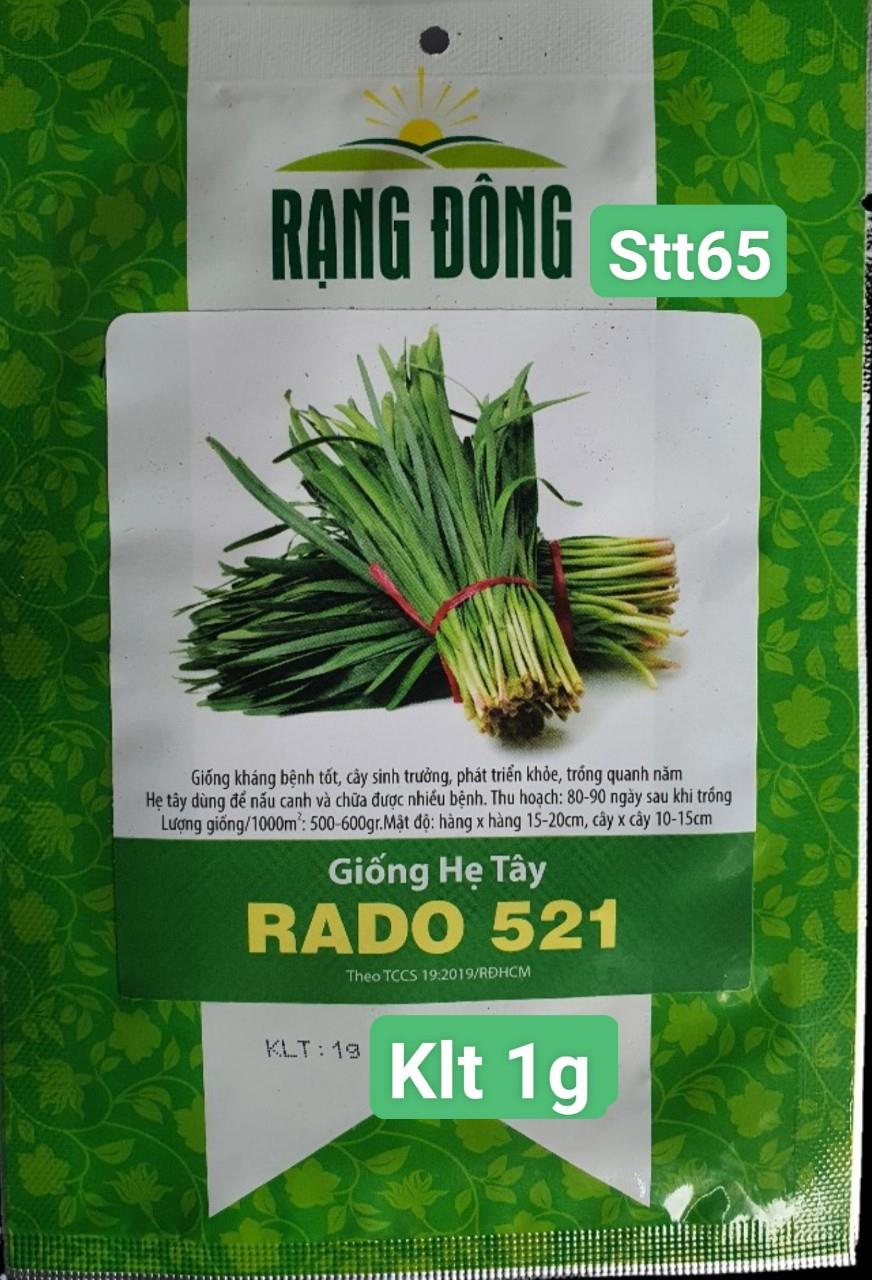 RẠNG ĐÔNG
Stt65
Giống kháng bệnh tốt, cây sinh trưởng, phát triển khỏe, trồng quanh năm
Hẹ tây dùng để nấu canh và chữa được nhiều bệnh. Thu hoạch: 80-90 ngày sau khi trồng
Lượng giống/1000m²: 500-600gr.Mật độ: hàng x hàng 15-20cm, cây x cây 10-15cm
Giống Hẹ Tây
RADO 521
Theo TCCS 19:2019/RĐHCM
KLT : 1g
Klt 1g